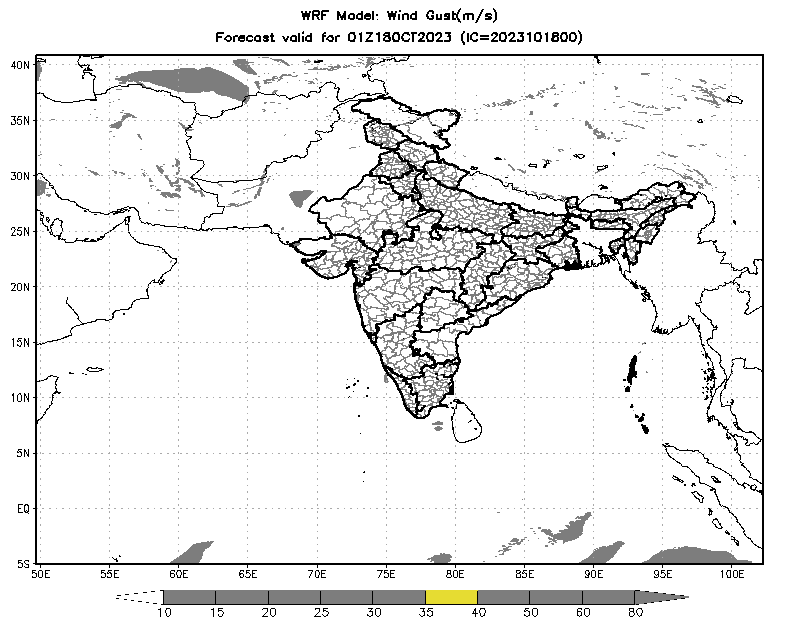 WRF Model: Wind Gust(m/s)
Forecast valid for 01Z18OCT2023 (IC=2023101800)
40N
35N
30N
25N
20N
15N
10N
5N
EQ
5S
50E 55E 60E 65E 70E 75E 80E 85E 90E 95E 100E
10 15 20 25 30 35 40 50 60 80